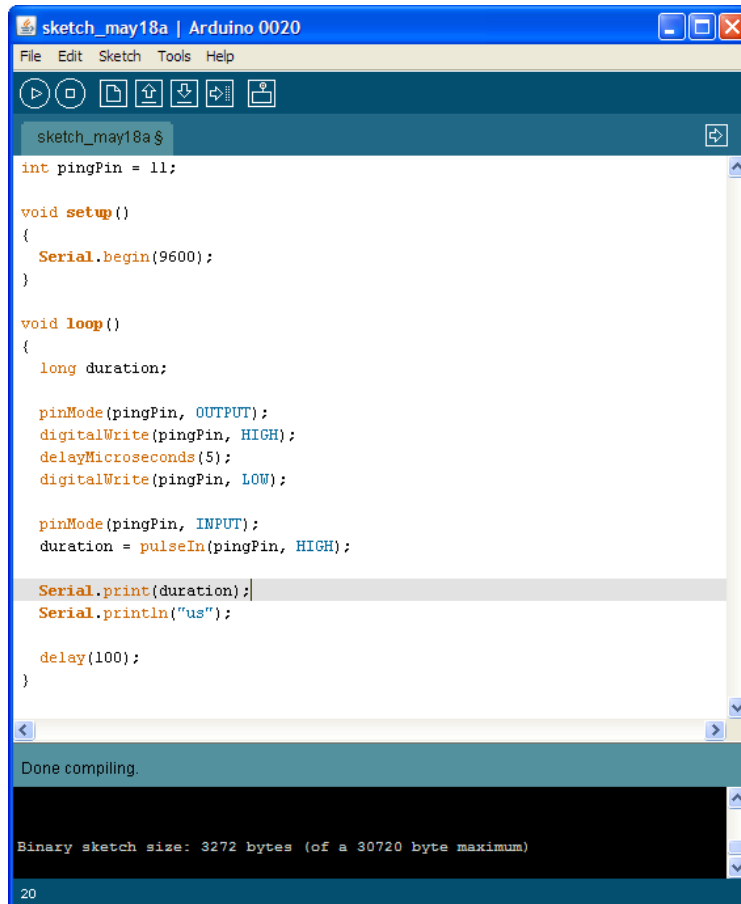 sketch_may18a | Arduino 0020
File Edit Sketch Tools Help
sketch_may18a §
int pingPin = 11;
void setup()
{
  Serial.begin(9600);
}
void loop()
{
  long duration;
  pinMode(pingPin, OUTPUT);
  digitalWrite(pingPin, HIGH);
  delayMicroseconds(5);
  digitalWrite(pingPin, LOW);
  pinMode(pingPin, INPUT);
  duration = pulseIn(pingPin, HIGH);
  Serial.print(duration);
  Serial.println("us");
  delay(100);
}
Done compiling.
Binary sketch size: 3272 bytes (of a 30720 byte maximum)
20